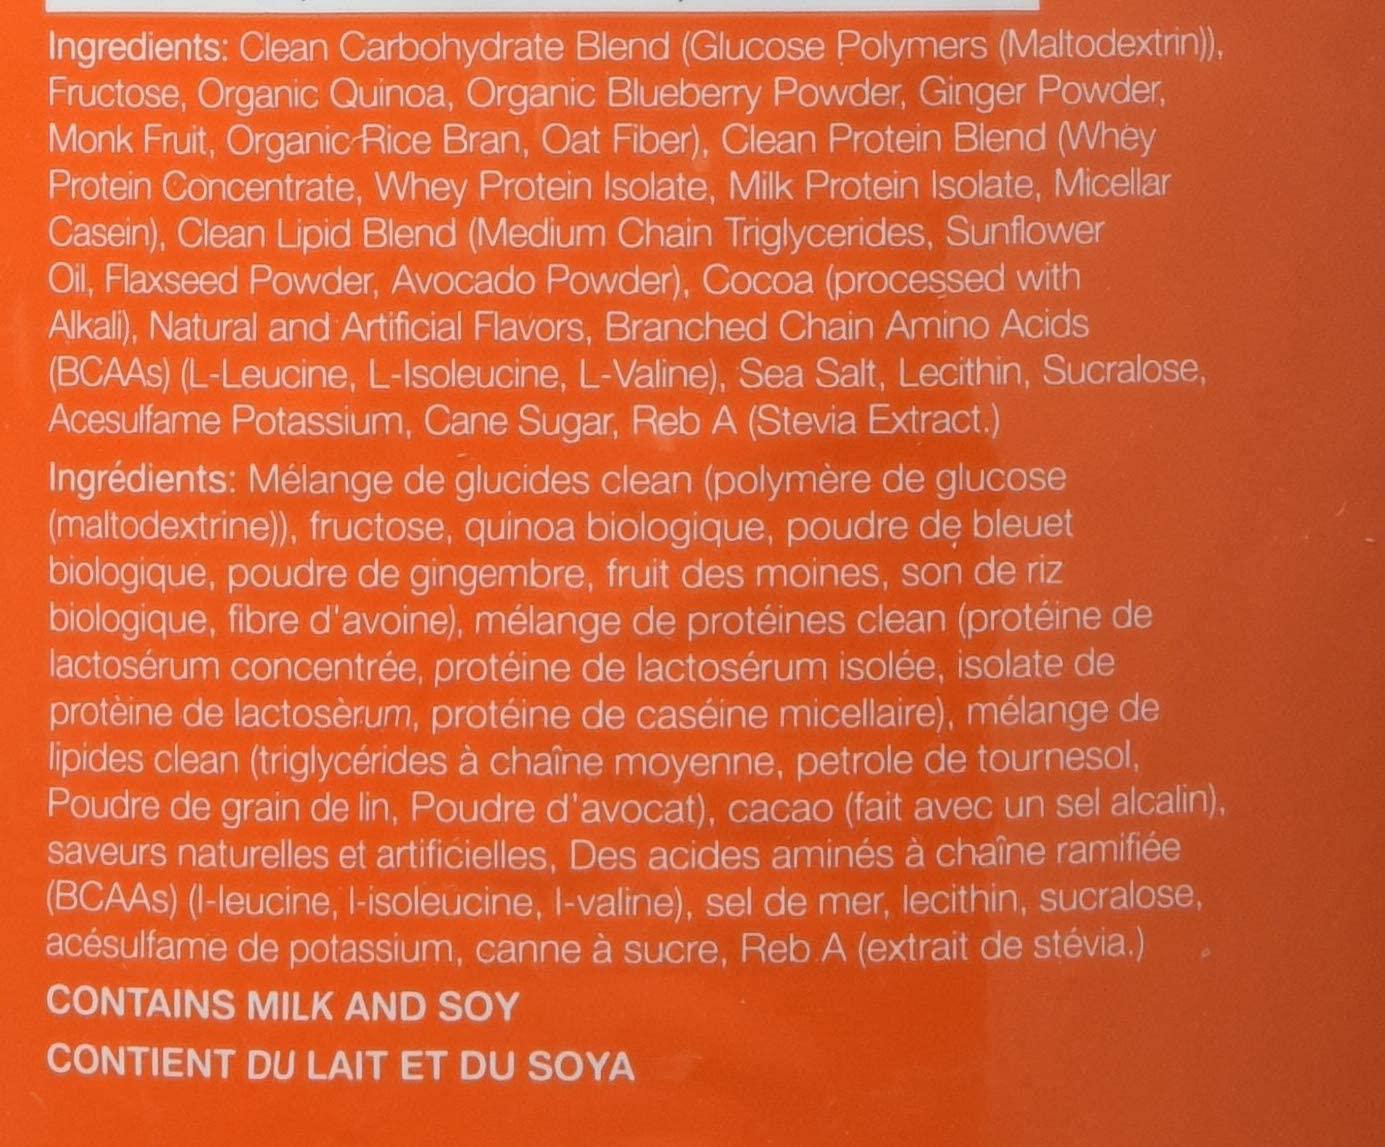 Ingredients: Clean Carbohydrate Blend (Glucose Polymers (Maltodextrin)),
Fructose, Organic Quinoa, Organic Blueberry Powder, Ginger Powder,
Monk Fruit, Organic Rice Bran, Oat Fiber), Clean Protein Blend (Whey
Protein Concentrate, Whey Protein Isolate, Milk Protein Isolate, Micellar
Casein), Clean Lipid Blend (Medium Chain Triglycerides, Sunflower
Oil, Flaxseed Powder, Avocado Powder), Cocoa (processed with
Alkali), Natural and Artificial Flavors, Branched Chain Amino Acids
(BCAAs) (L-Leucine, L-Isoleucine, L-Valine), Sea Salt, Lecithin, Sucralose,
Acesulfame Potassium, Cane Sugar, Reb A (Stevia Extract.)
Ingrédients: Mélange de glucides clean (polymère de glucose
(maltodextrine)), fructose, quinoa biologique, poudre de bleuet
biologique, poudre de gingembre, fruit des moines, son de riz
biologique, fibre d'avoine), mélange de protéines clean (protéine de
lactosérum concentrée, protéine de lactosérum isolée, isolate de
protèine de lactosèrum, protéine de caséine micellaire), mélange de
lipides clean (triglycérides à chaîne moyenne, petrole de tournesol,
Poudre de grain de lin, Poudre d'avocat), cacao (fait avec un sel alcalin),
saveurs naturelles et artificielles, Des acides aminés à chaîne ramifiée
(BCAAs) (l-leucine, l-isoleucine, l-valine), sel de mer, lecithin, sucralose,
acésulfame de potassium, canne à sucre, Reb A (extrait de stévia.)
CONTAINS MILK AND SOY
CONTIENT DU LAIT ET DU SOYA